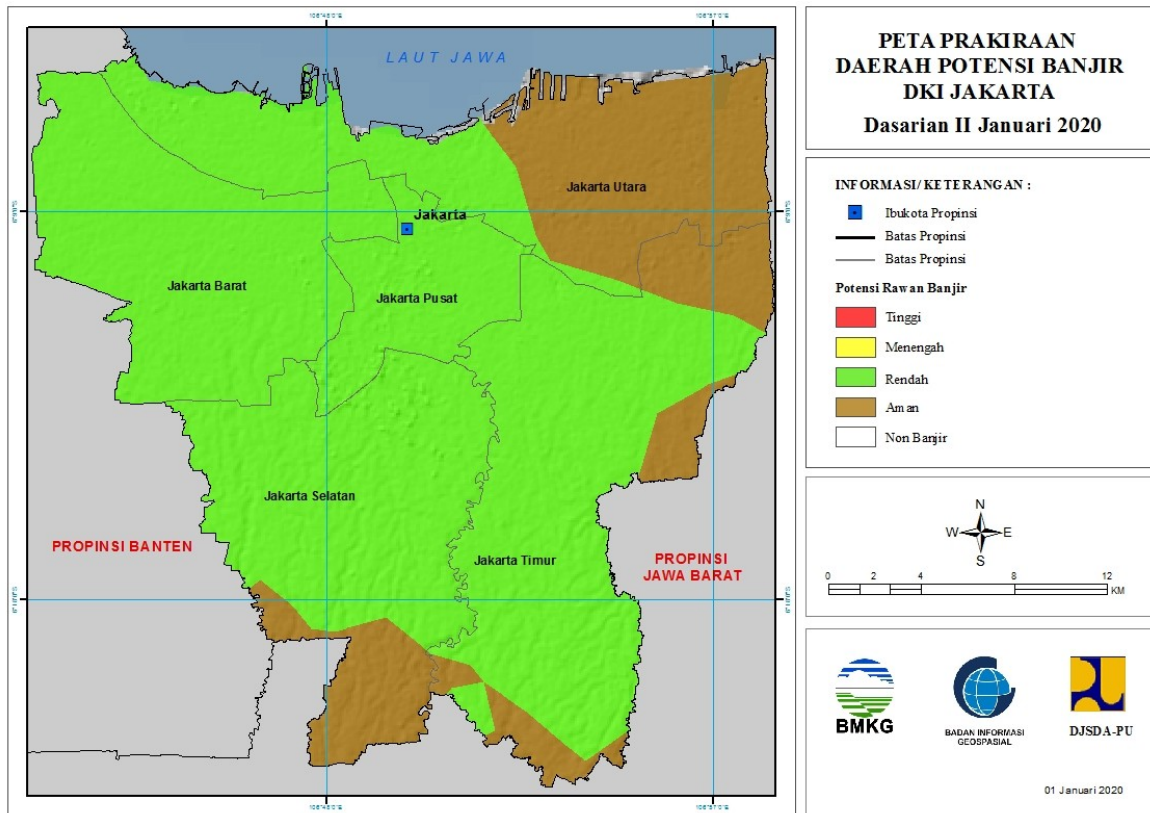 LAUT JAWA
Jakarta Utara
Jakarta
Jakarta Barat
Jakarta Pusat
Jakarta Selatan
PROPINSI BANTEN
Jakarta Timur
PROPINSI
JAWA BARAT
PETA PRAKIRAAN
DAERAH POTENSI BANJIR
DKI JAKARTA
Dasarian II Januari 2020
INFORMASI/ KETERANGAN :
Ibukota Propinsi
Batas Propinsi
Batas Propinsi
Potensi Rawan Banjir
Tinggi
Menengah
Rendah
Aman
Non Banjir
N
W E
S
0 2 4 8 12
KM
BMKG
BADAN INFORMASI
GEOSPASIAL
DJSDA-PU
01 Januari 2020